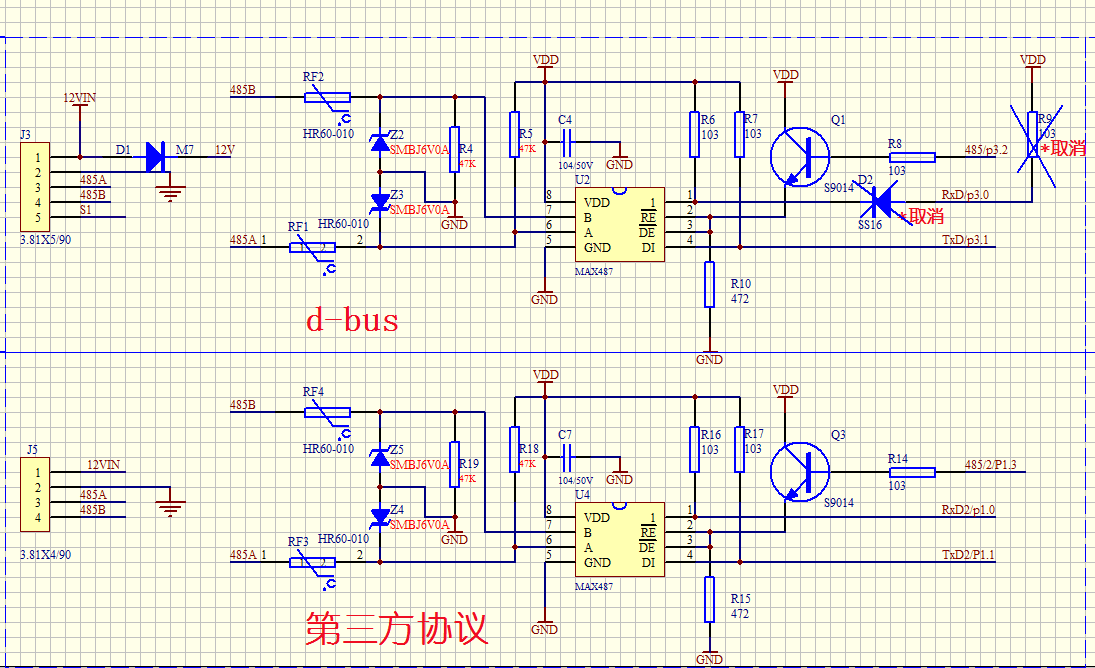 VDD
VDD
VDD
RF2
12VIN
485B
.C
C4
R6
103
R7
103
Q1
R9
103
*取消
J3
HR60-010
Z2
SMBJ6V0A
R4
47K
R5
47K
104/50V
GND
U2
R8
103
485/p3.2
D1
M7
12V
1
2
3
4
5
485A
485B
S1
3.81X5/90
Z3
SMBJ6V0A
GND
S9014
D2
SS16
*取消
RxD/p3.0
TxD/p3.1
8
7
6
5
VDD
B
A
GND
1
RE
DE
DI
1
2
3
4
MAX487
485A
1
RF1
HR60-010
1
2
2
.C
GND
R10
472
GND
d-bus
VDD
VDD
RF4
485B
.C
HR60-010
C7
104/50V
GND
U4
R16
103
R17
103
Q3
S9014
R14
103
485/2/P1.3
J5
1
2
3
4
12VIN
485A
485B
3.81X4/90
Z5
SMBJ6V0A
R19
47K
R18
47K
Z4
SMBJ6V0A
GND
8
7
6
5
VDD
B
A
GND
1
RE
DE
DI
1
2
3
4
MAX487
RxD2/p1.0
TxD2/P1.1
485A
1
RF3
HR60-010
1
2
2
.C
R15
472
GND
GND
第三方协议